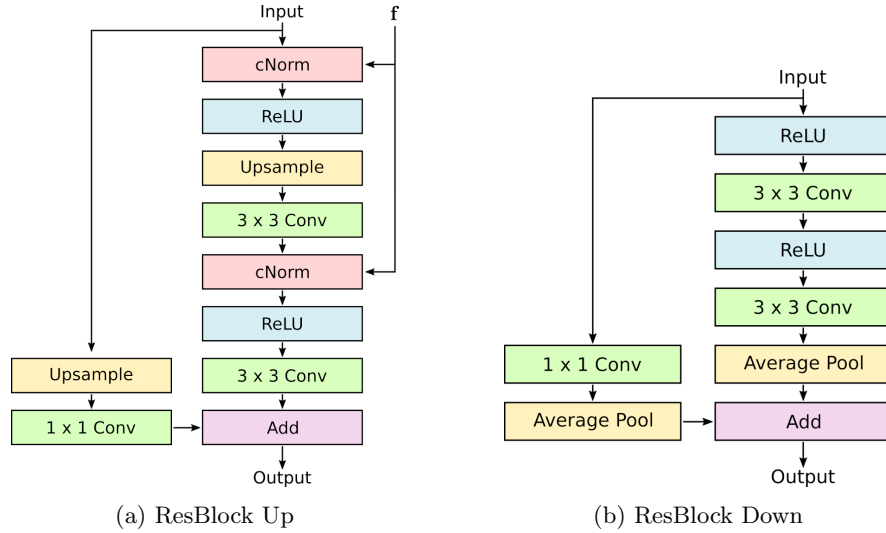 Input
f
cNorm
ReLU
Upsample
3 x 3 Conv
cNorm
ReLU
3 x 3 Conv
Add
Output
Upsample
1 x 1 Conv
(a) ResBlock Up
Input
ReLU
3 x 3 Conv
ReLU
3 x 3 Conv
Average Pool
Add
Output
1 x 1 Conv
Average Pool
(b) ResBlock Down